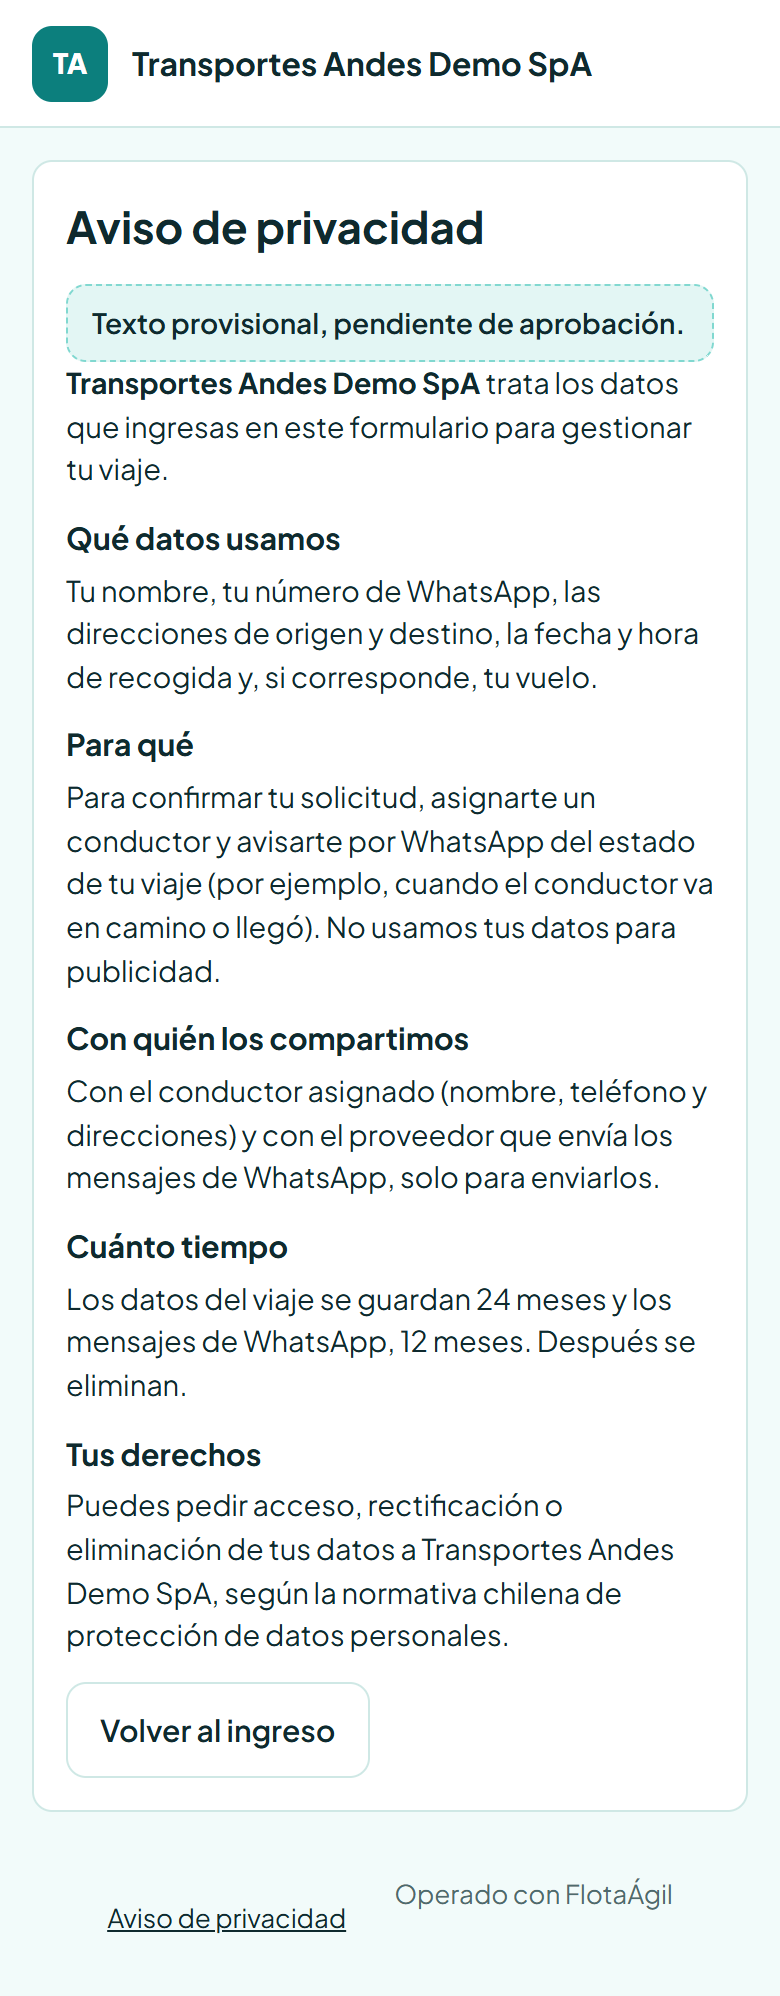 TA
Transportes Andes Demo SpA
Aviso de privacidad
Texto provisional, pendiente de aprobación.
Transportes Andes Demo SpA trata los datos
que ingresas en este formulario para gestionar
tu viaje.
Qué datos usamos
Tu nombre, tu número de WhatsApp, las
direcciones de origen y destino, la fecha y hora
de recogida y, si corresponde, tu vuelo.
Para qué
Para confirmar tu solicitud, asignarte un
conductor y avisarte por WhatsApp del estado
de tu viaje (por ejemplo, cuando el conductor va
en camino o llegó). No usamos tus datos para
publicidad.
Con quién los compartimos
Con el conductor asignado (nombre, teléfono y
direcciones) y con el proveedor que envía los
mensajes de WhatsApp, solo para enviarlos.
Cuánto tiempo
Los datos del viaje se guardan 24 meses y los
mensajes de WhatsApp, 12 meses. Después se
eliminan.
Tus derechos
Puedes pedir acceso, rectificación o
eliminación de tus datos a Transportes Andes
Demo SpA, según la normativa chilena de
protección de datos personales.
Volver al ingreso
Aviso de privacidad
Operado con FlotaÁgil